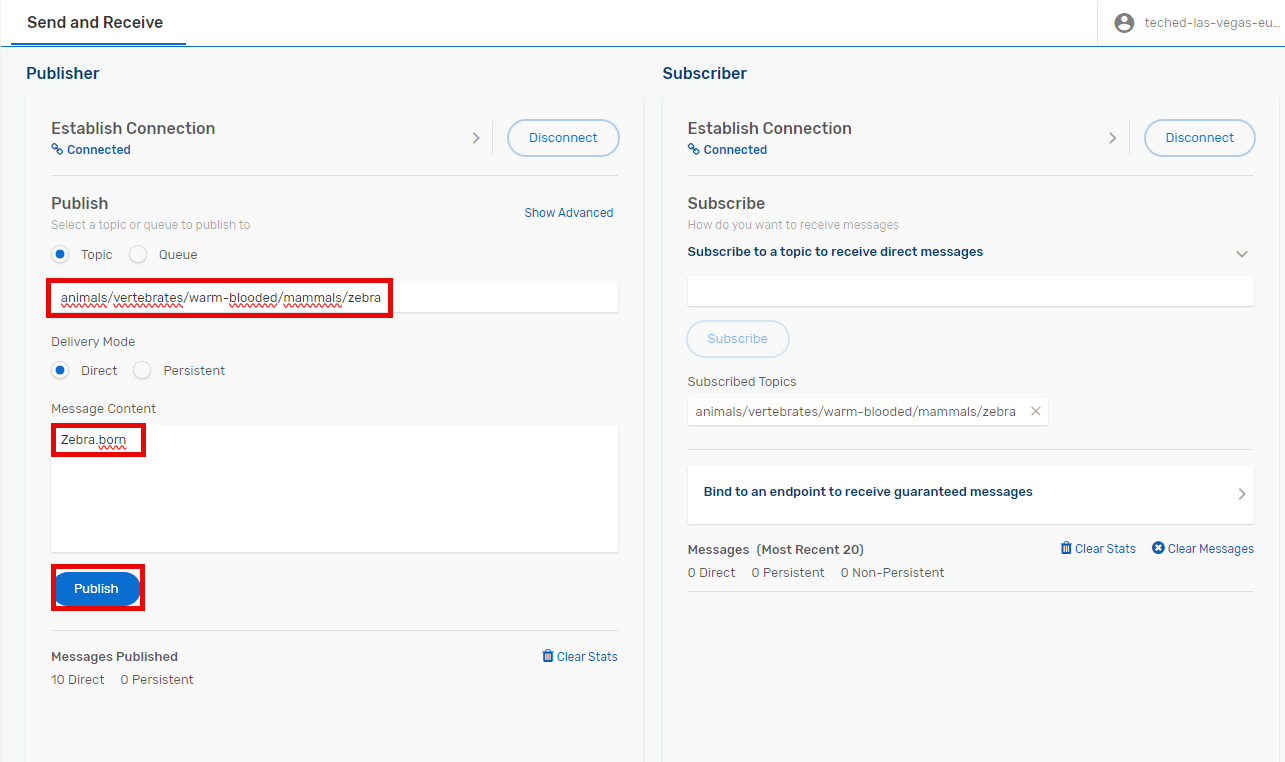 Send and Receive
teched-las-vegas-eu...
Publisher
Establish Connection
Connected
Disconnect
Publish
Select a topic or queue to publish to
Show Advanced
Topic Queue
animals/vertebrates/warm-blooded/mammals/zebra
Delivery Mode
Direct Persistent
Message Content
Zebra.born
Publish
Messages Published
Clear Stats
10 Direct 0 Persistent
Subscriber
Establish Connection
Connected
Disconnect
Subscribe
How do you want to receive messages
Subscribe to a topic to receive direct messages
Subscribe
Subscribed Topics
animals/vertebrates/warm-blooded/mammals/zebra
Bind to an endpoint to receive guaranteed messages
Messages (Most Recent 20)
Clear Stats Clear Messages
0 Direct 0 Persistent 0 Non-Persistent